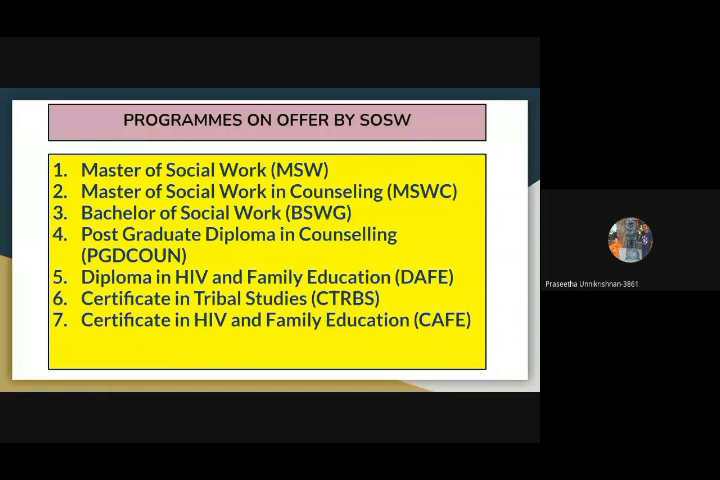 PROGRAMMES ON OFFER BY SOSW
1. Master of Social Work (MSW)
2. Master of Social Work in Counseling (MSWC)
3. Bachelor of Social Work (BSWG)
4. Post Graduate Diploma in Counselling
(PGDCOUN)
5. Diploma in HIV and Family Education (DAFE)
6. Certificate in Tribal Studies (CTRBS)
7. Certificate in HIV and Family Education (CAFE)
Praseetha Unnikrishnan-3861